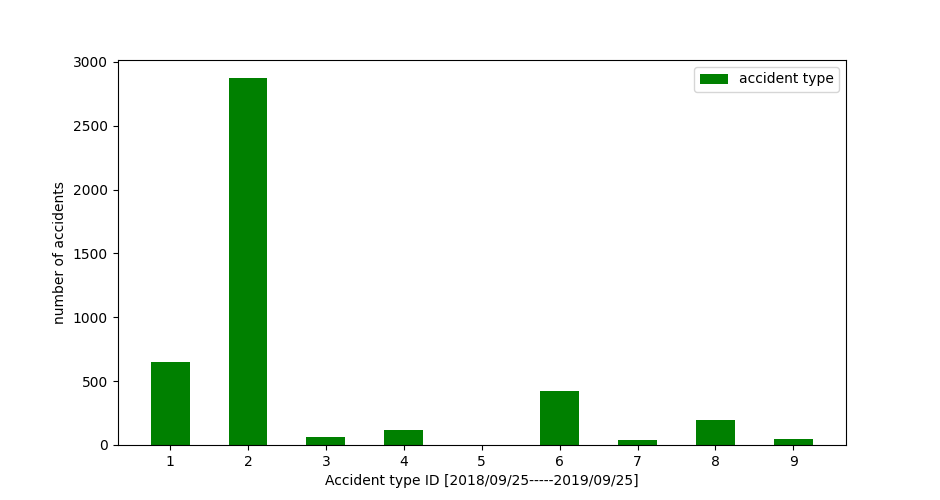 3000
accident type
2500
2000
1500
1000
500
0
number of accidents
1 2 3 4 5 6 7 8 9
Accident type ID [2018/09/25-----2019/09/25]